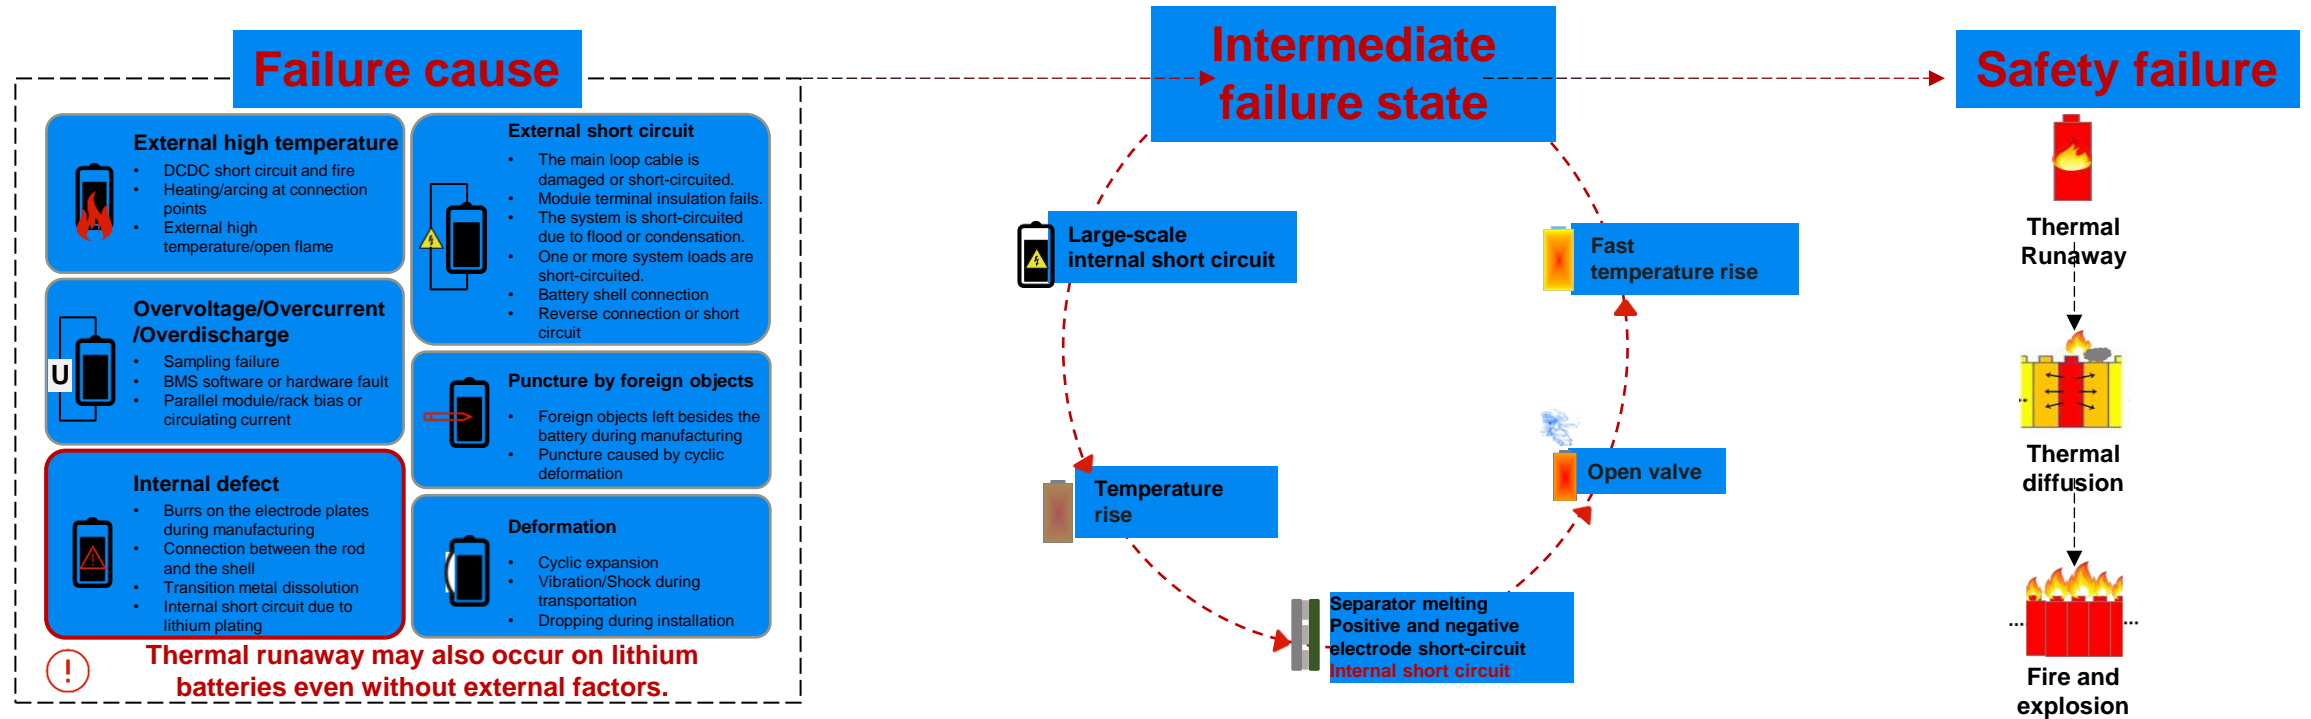 Failure cause
External high temperature
• DCDC short circuit and fire
• Heating/arcing at connection
points
• External high
temperature/open flame
Overvoltage/Overcurrent
/Overdischarge
• Sampling failure
• BMS software or hardware fault
• Parallel module/rack bias or
circulating current
U
Internal defect
• Burrs on the electrode plates
during manufacturing
• Connection between the rod
and the shell
• Transition metal dissolution
• Internal short circuit due to
lithium plating
External short circuit
• The main loop cable is
damaged or short-circuited.
• Module terminal insulation fails.
• The system is short-circuited
due to flood or condensation.
• One or more system loads are
short-circuited.
• Battery shell connection
• Reverse connection or short
circuit
Puncture by foreign objects
• Foreign objects left besides the
battery during manufacturing
• Puncture caused by cyclic
deformation
Deformation
• Cyclic expansion
• Vibration/Shock during
transportation
• Dropping during installation
! Thermal runaway may also occur on lithium
batteries even without external factors.
Intermediate
failure state
Large-scale
internal short circuit
Temperature
rise
Separator melting
Positive and negative
electrode short-circuit
Internal short circuit
Open valve
Fast
temperature rise
Safety failure
Thermal
Runaway
Thermal
diffusion
Fire and
explosion